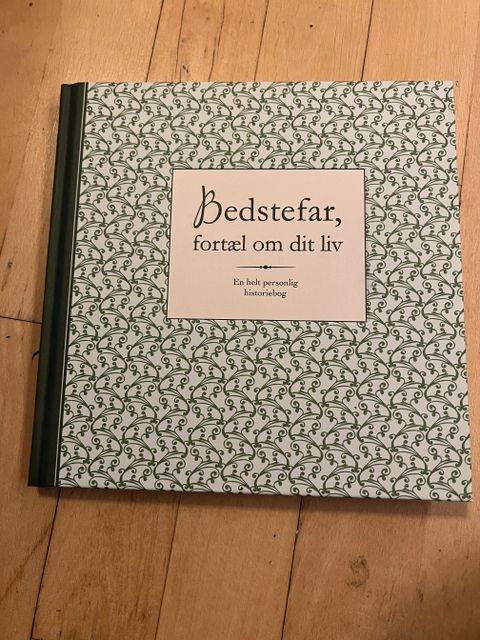 Bedstefar,
fortæl om dit liv
En helt personlig
historiebog